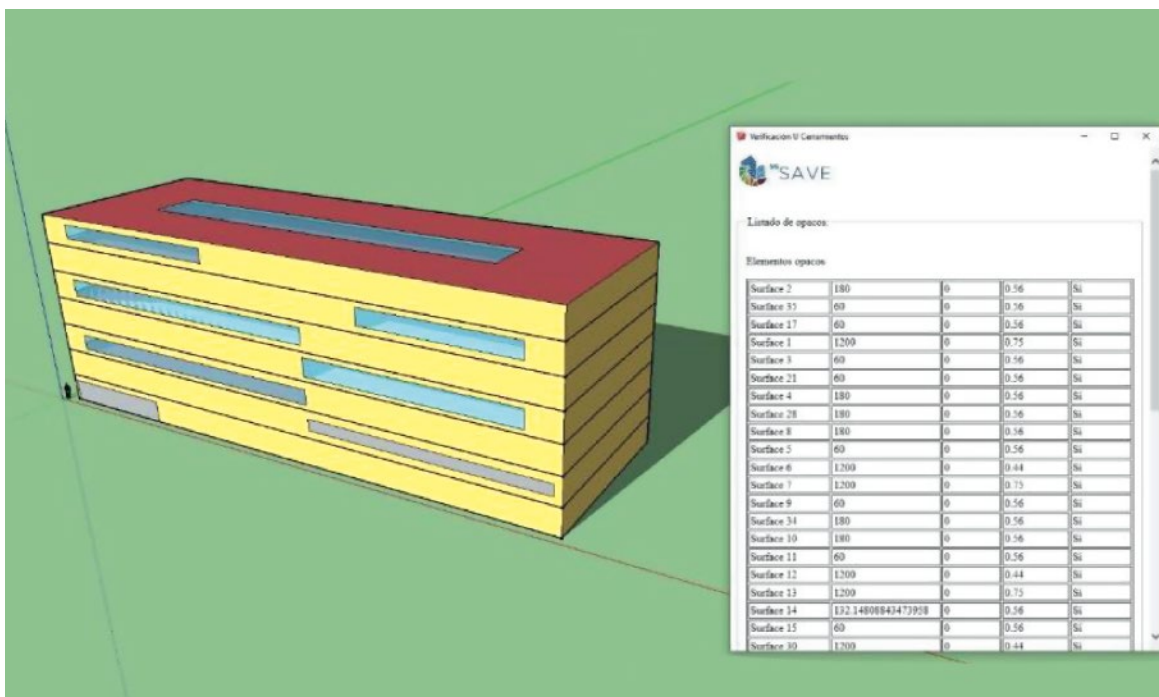 Verificación U Cerramientos
SAVE
Listado de opacos:
Elementos opacos
Surface 2 180 0 0.56 Si
Surface 35 60 0 0.56 Si
Surface 17 60 0 0.56 Si
Surface 1 1200 0 0.75 Si
Surface 3 60 0 0.56 Si
Surface 21 60 0 0.56 Si
Surface 4 180 0 0.56 Si
Surface 28 180 0 0.56 Si
Surface 8 180 0 0.56 Si
Surface 5 60 0 0.56 Si
Surface 6 1200 0 0.44 Si
Surface 7 1200 0 0.75 Si
Surface 9 60 0 0.56 Si
Surface 34 180 0 0.56 Si
Surface 10 180 0 0.56 Si
Surface 11 60 0 0.56 Si
Surface 12 1200 0 0.44 Si
Surface 13 1200 0 0.75 Si
Surface 14 132.14808843473958 0 0.56 Si
Surface 15 60 0 0.56 Si
Surface 30 1200 0 0.44 Si